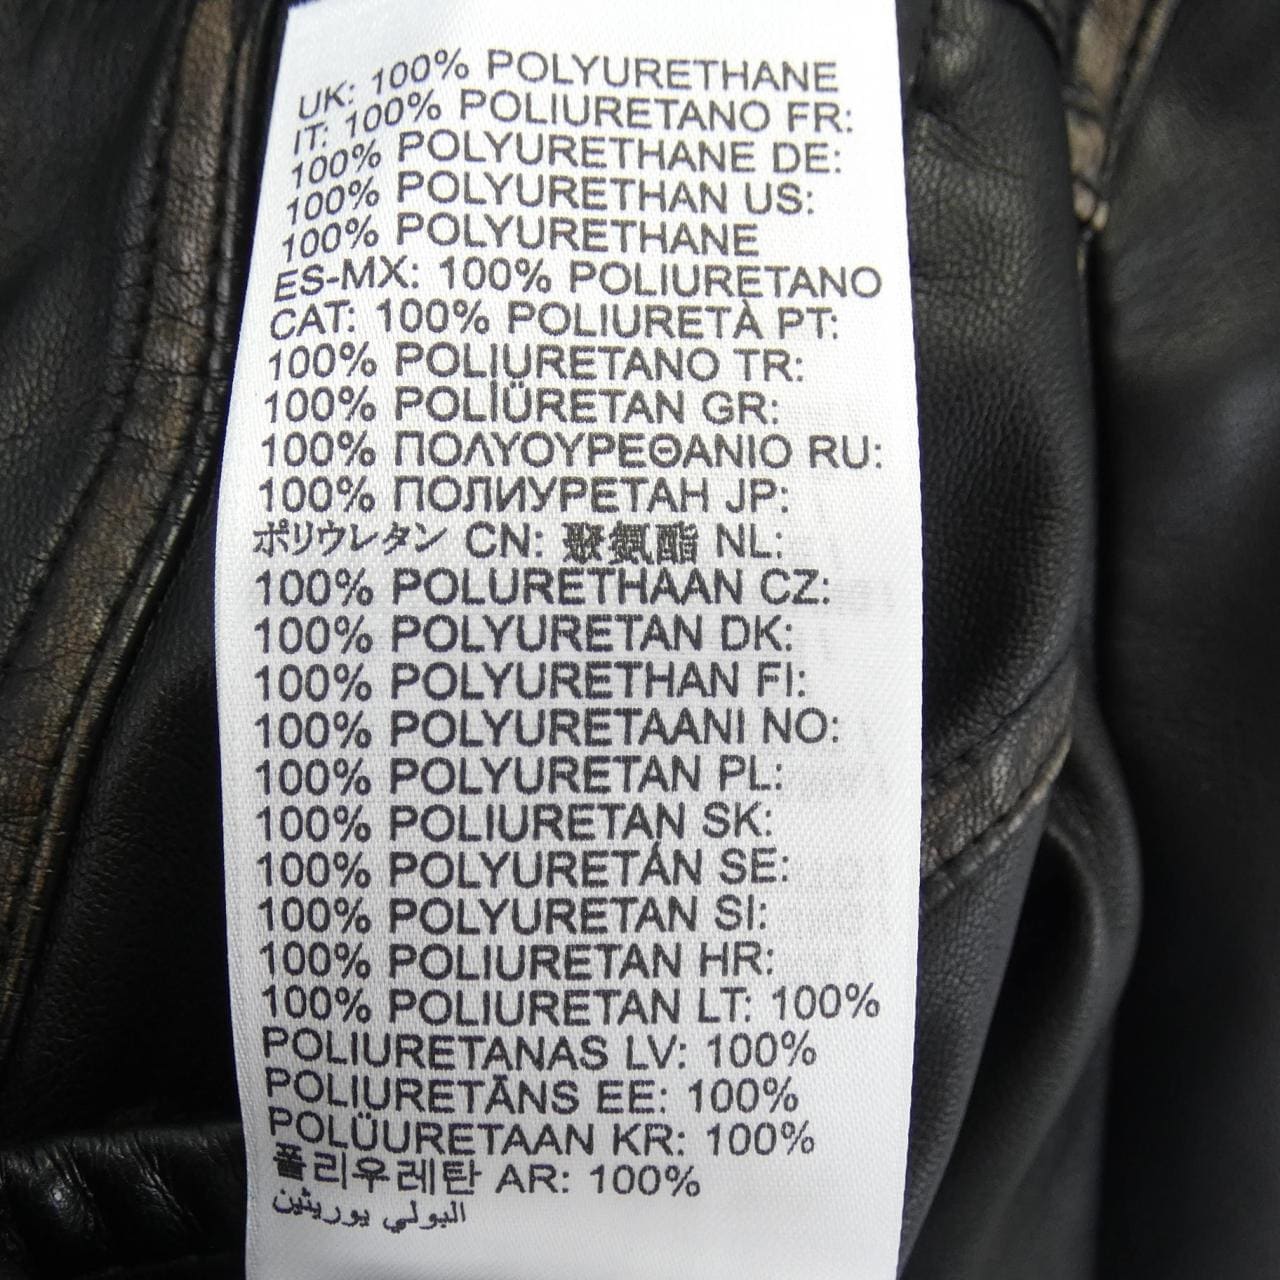 UK: 100% POLYURETHANE
IT: 100% POLIURETANO FR:
100% POLYURETHANE DE:
100% POLYURETHAN US:
100% POLYURETHANE
ES-MX: 100% POLIURETANO
CAT: 100% POLIURETÀ PT:
100% POLIURETANO TR:
100% POLİÜRETAN GR:
100% ΠΟΛΥΟΥΡΕΘΑΝΙΟ RU:
100% ПОЛИУРЕТАН JP:
ポリウレタン CN: 聚氨酯 NL:
100% POLURETHAAN CZ:
100% POLYURETAN DK:
100% POLYURETHAN FI:
100% POLYURETAANI NO:
100% POLYURETAN PL:
100% POLIURETAN SK:
100% POLYURETÁN SE:
100% POLYURETAN SI:
100% POLIURETAN HR:
100% POLIURETAN LT: 100%
POLIURETANAS LV: 100%
POLIURETĀNS EE: 100%
POLÜURETAAN KR: 100%
폴리우레탄 AR: 100%
البولي يوريثين